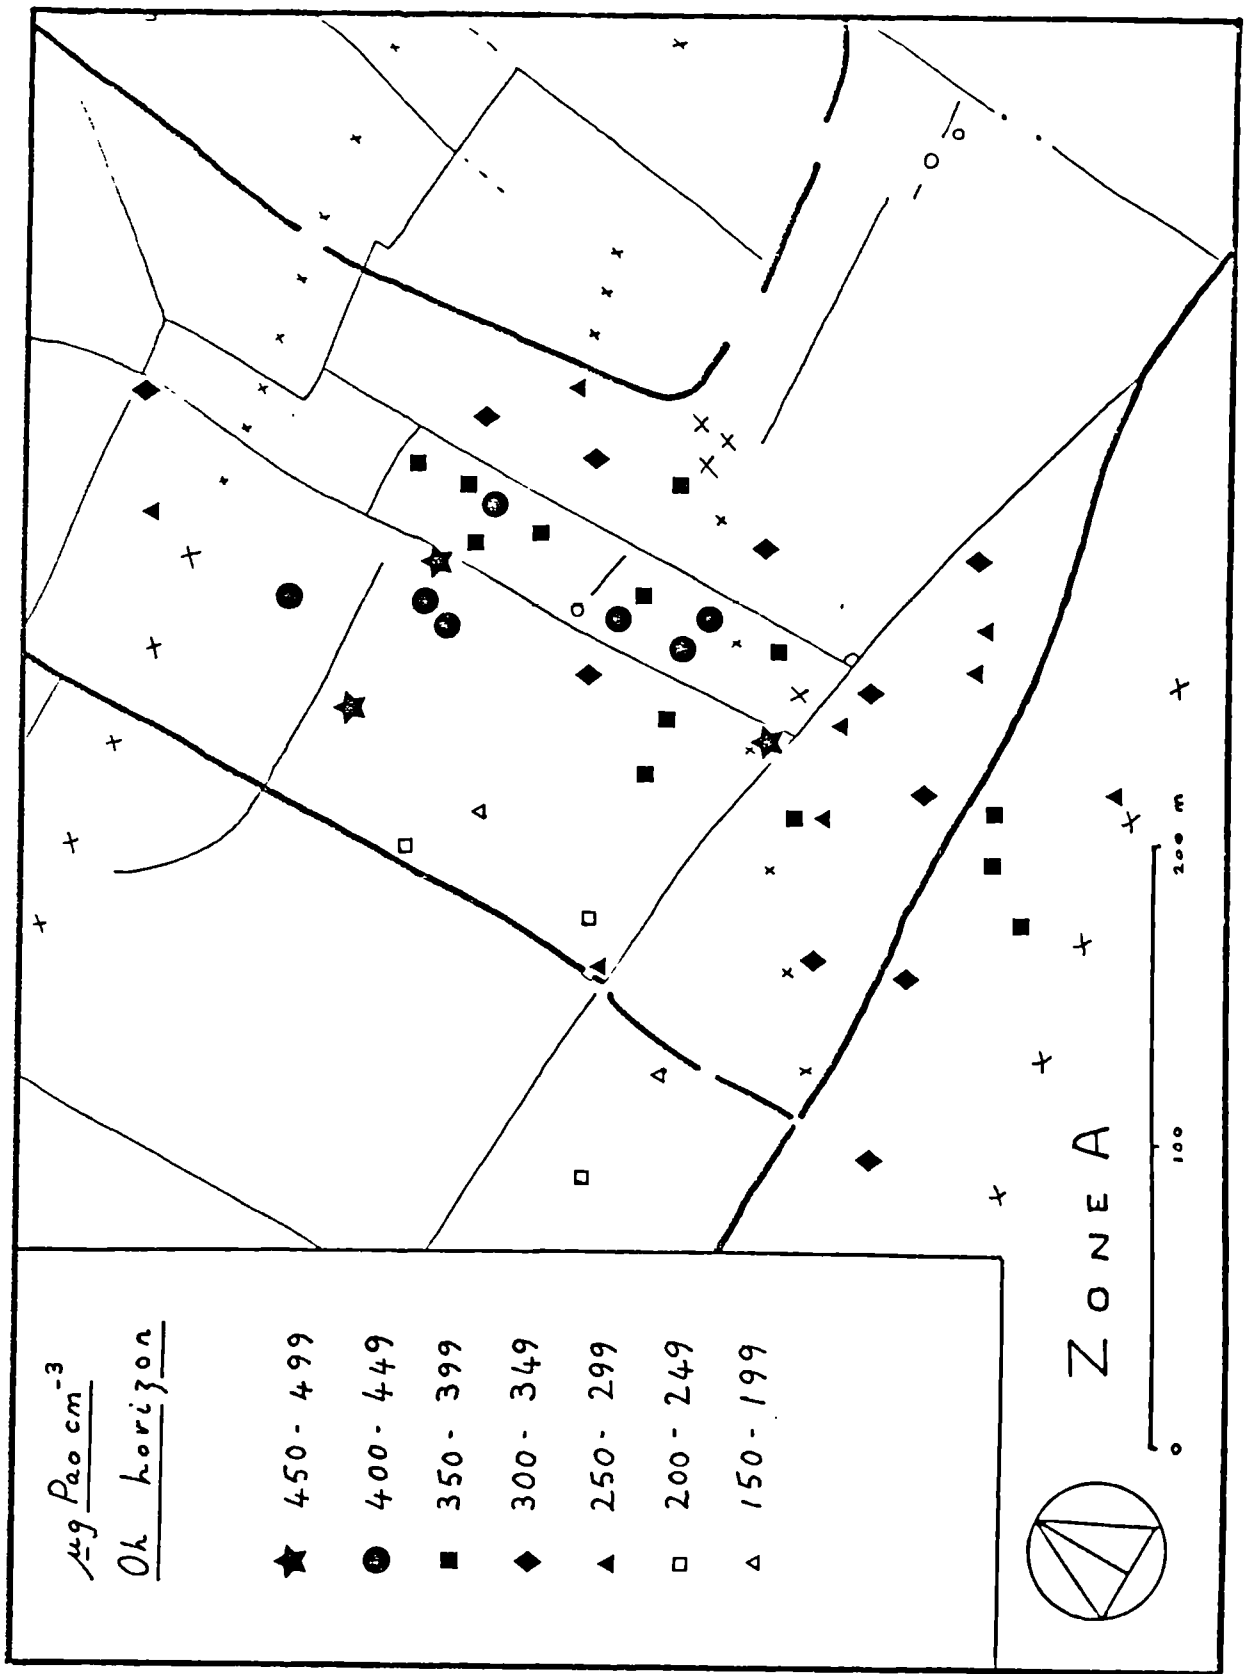 µg Pao cm⁻³
Oh horizon
450 - 499
400 - 449
350 - 399
300 - 349
250 - 299
200 - 249
150 - 199
ZONE A
0 100 200 m